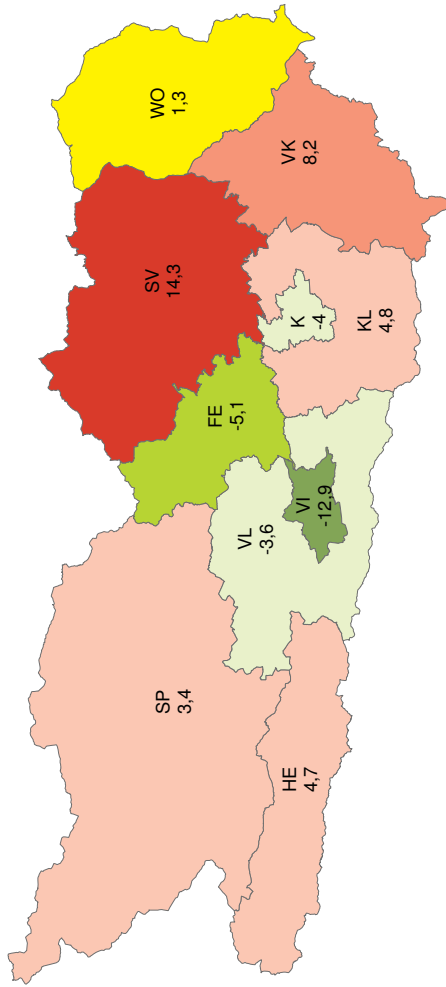 SP
3,4
SV
14,3
WO
1,3
FE
-5,1
VL
-3,6
HE
4,7
VI
-12,9
K
-4
VK
8,2
KL
4,8